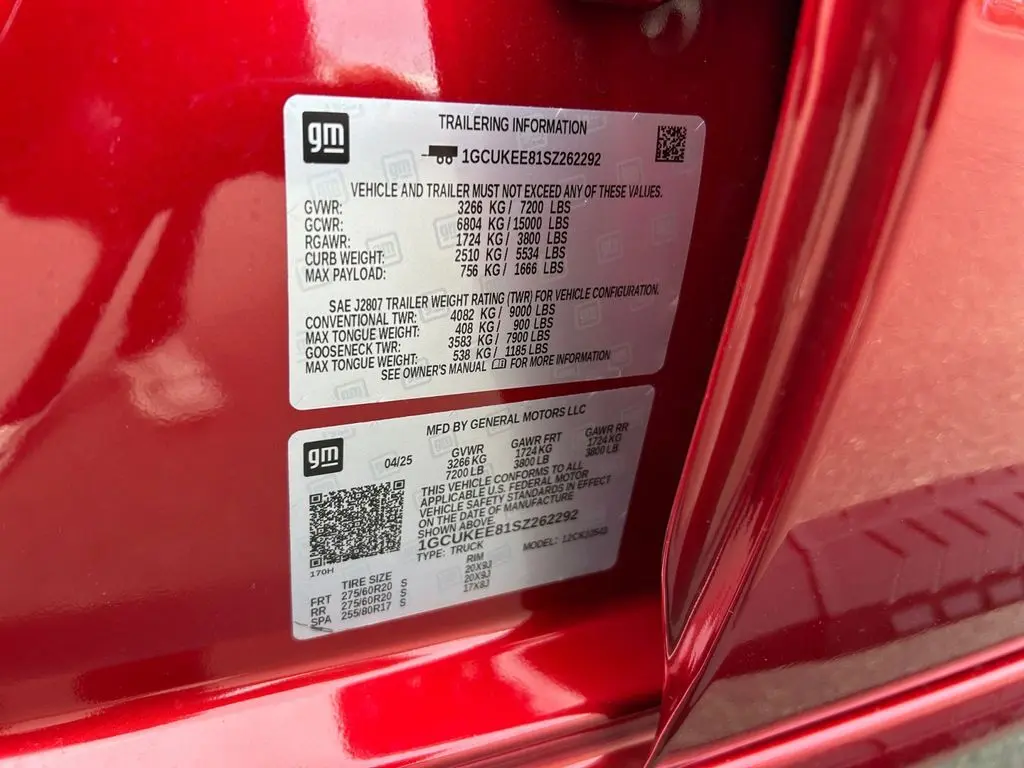 gm
TRAILERING INFORMATION
1GCUKEE81SZ262292
VEHICLE AND TRAILER MUST NOT EXCEED ANY OF THESE VALUES.
GVWR: 3266 KG / 7200 LBS
GCWR: 6804 KG / 15000 LBS
RGAWR: 1724 KG / 3800 LBS
CURB WEIGHT: 2510 KG / 5534 LBS
MAX PAYLOAD: 756 KG / 1666 LBS
SAE J2807 TRAILER WEIGHT RATING (TWR) FOR VEHICLE CONFIGURATION.
CONVENTIONAL TWR: 4082 KG / 9000 LBS
MAX TONGUE WEIGHT: 408 KG / 900 LBS
GOOSENECK TWR: 3583 KG / 7900 LBS
MAX TONGUE WEIGHT: 538 KG / 1185 LBS
SEE OWNER'S MANUAL FOR MORE INFORMATION
gm
MFD BY GENERAL MOTORS LLC
04/25 GVWR GAWR FRT GAWR RR
3266 KG 1724 KG 1724 KG
7200 LB 3800 LB 3800 LB
THIS VEHICLE CONFORMS TO ALL
APPLICABLE U.S. FEDERAL MOTOR
VEHICLE SAFETY STANDARDS IN EFFECT
ON THE DATE OF MANUFACTURE
SHOWN ABOVE.
1GCUKEE81SZ262292
TYPE: TRUCK MODEL:
170H
TIRE SIZE RIM
FRT 275/60R20 S 20X9J
RR 275/60R20 S 20X9J
SPA 255/80R17 S 17X8J